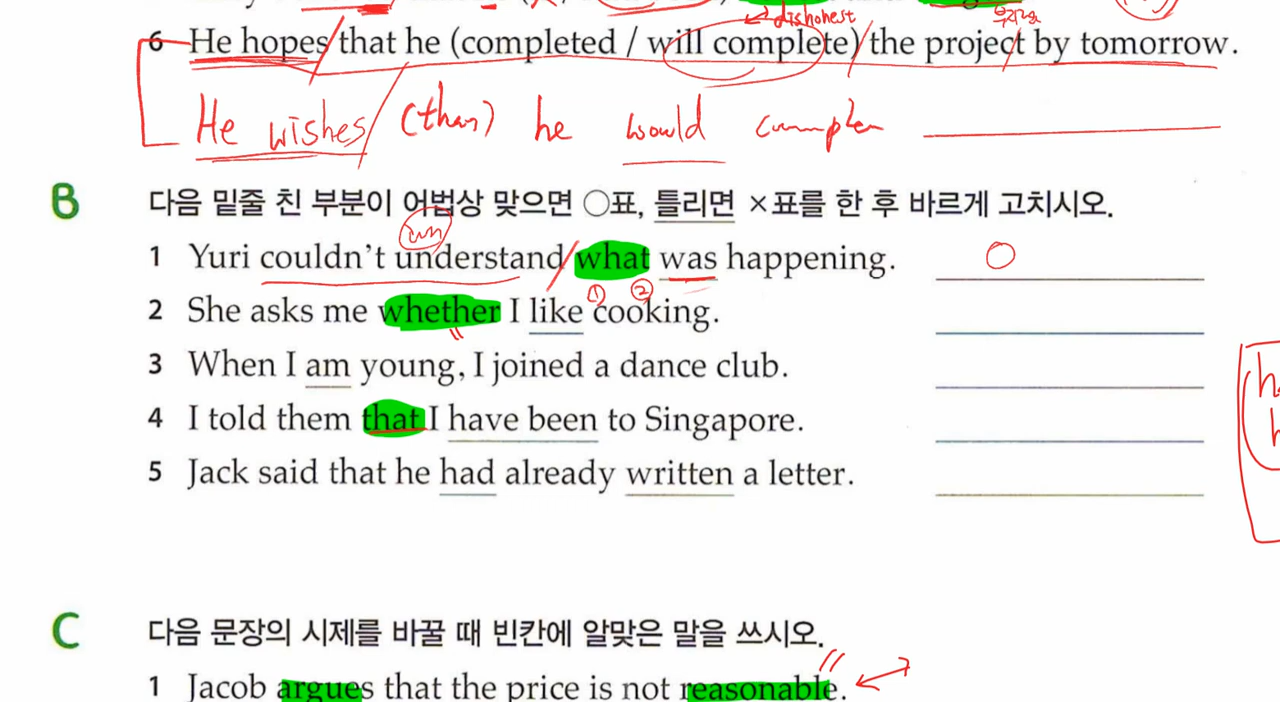 dishonest
6 He hopes that he (completed / will complete) the project by tomorrow.
He wishes (that) he would
B 다음 밑줄 친 부분이 어법상 맞으면 ○표, 틀리면 ×표를 한 후 바르게 고치시오.
1 Yuri couldn't understand what was happening. O
① ②
2 She asks me whether I like cooking.
3 When I am young, I joined a dance club.
4 I told them that I have been to Singapore.
5 Jack said that he had already written a letter.
C 다음 문장의 시제를 바꿀 때 빈칸에 알맞은 말을 쓰시오.
1 Jacob argues that the price is not reasonable.